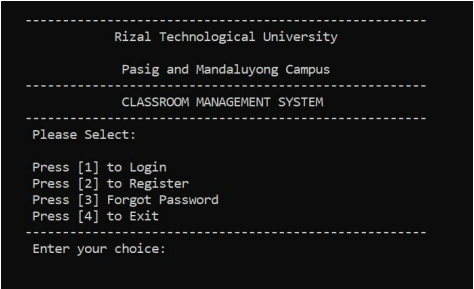 ------------------------------------------------------
Rizal Technological University
Pasig and Mandaluyong Campus
------------------------------------------------------
CLASSROOM MANAGEMENT SYSTEM
------------------------------------------------------
Please Select:
Press [1] to Login
Press [2] to Register
Press [3] Forgot Password
Press [4] to Exit
------------------------------------------------------
Enter your choice: